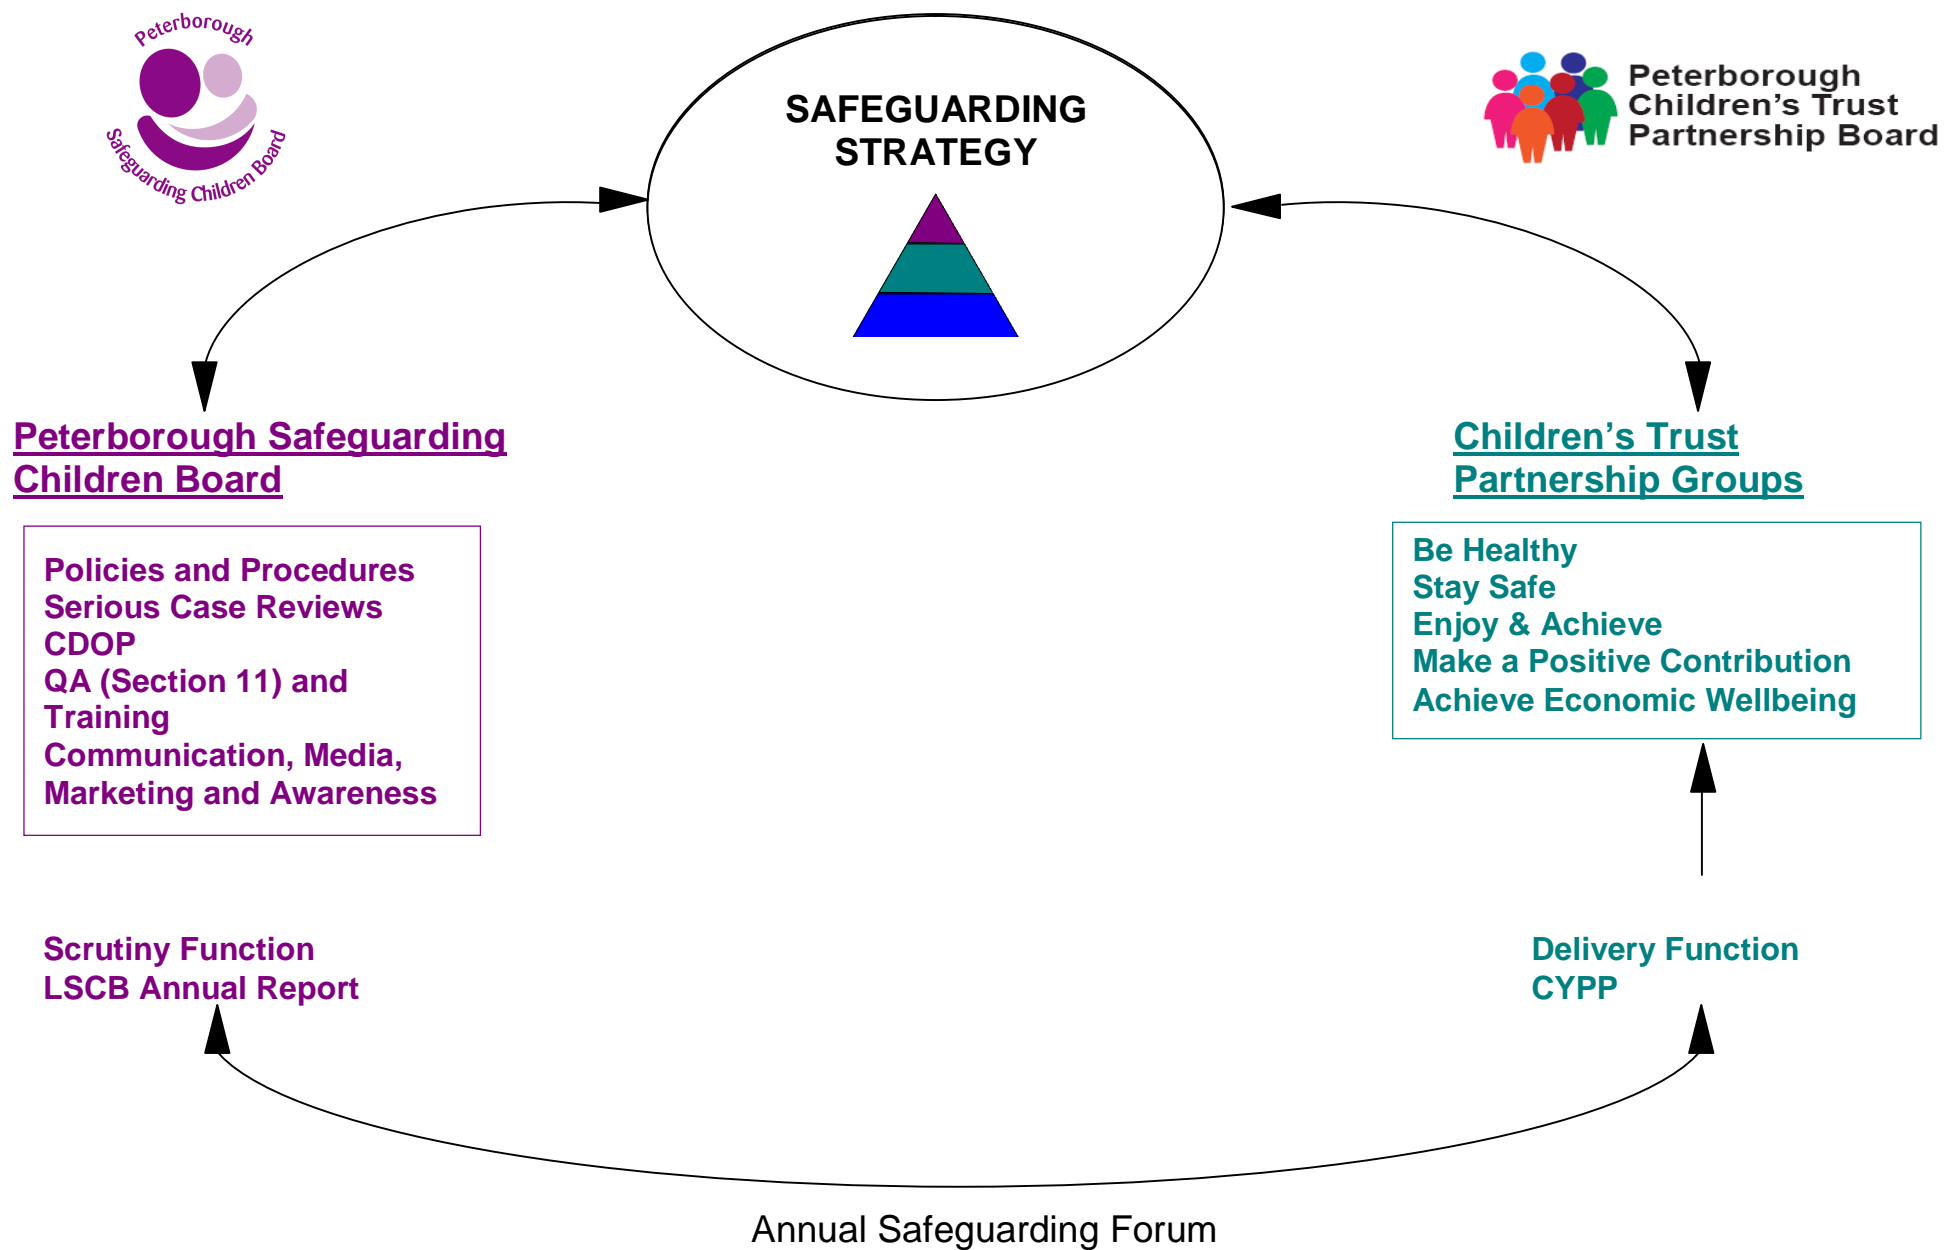 Peterborough
Safeguarding Children Board
SAFEGUARDING
STRATEGY
Peterborough
Children's Trust
Partnership Board
Peterborough Safeguarding
Children Board
Policies and Procedures
Serious Case Reviews
CDOP
QA (Section 11) and
Training
Communication, Media,
Marketing and Awareness
Scrutiny Function
LSCB Annual Report
Children’s Trust
Partnership Groups
Be Healthy
Stay Safe
Enjoy & Achieve
Make a Positive Contribution
Achieve Economic Wellbeing
Delivery Function
CYPP
Annual Safeguarding Forum